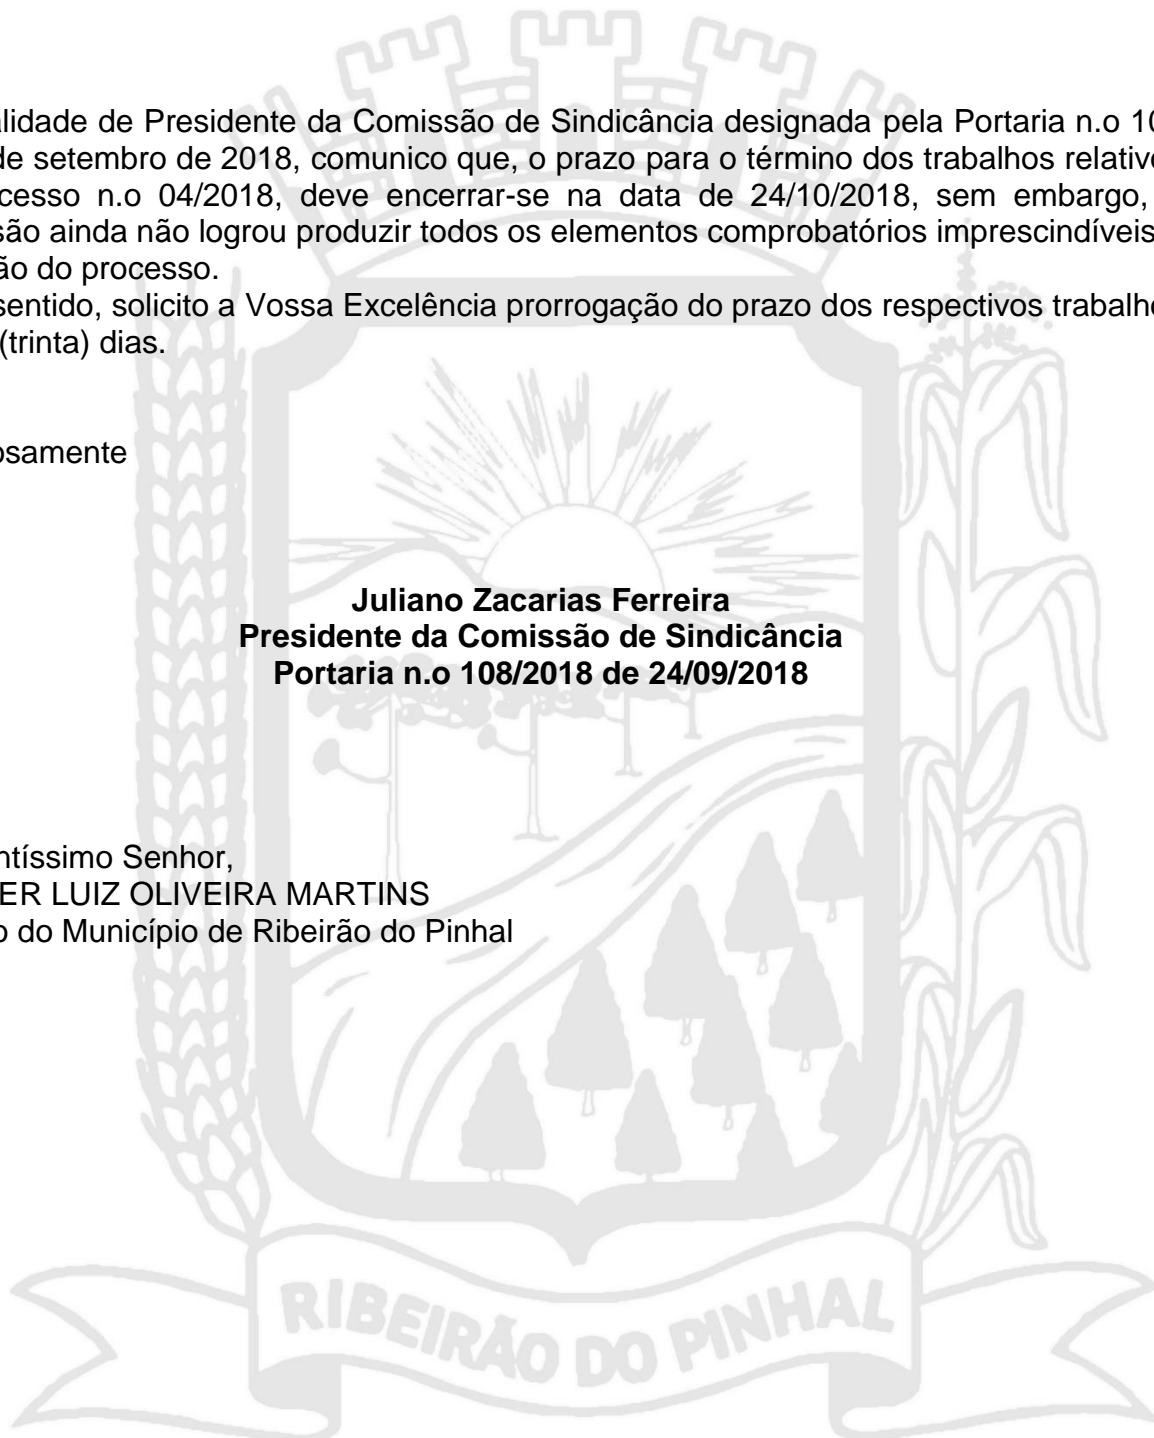 alidade de Presidente da Comissão de Sindicância designada pela Portaria n.o 10
de setembro de 2018, comunico que, o prazo para o término dos trabalhos relativo
cesso n.o 04/2018, deve encerrar-se na data de 24/10/2018, sem embargo,
são ainda não logrou produzir todos os elementos comprobatórios imprescindíveis
ão do processo.
sentido, solicito a Vossa Excelência prorrogação do prazo dos respectivos trabalho
(trinta) dias.
osamente
Juliano Zacarias Ferreira
Presidente da Comissão de Sindicância
Portaria n.o 108/2018 de 24/09/2018
ntíssimo Senhor,
ER LUIZ OLIVEIRA MARTINS
o do Município de Ribeirão do Pinhal
RIBEIRÃO DO PINHAL